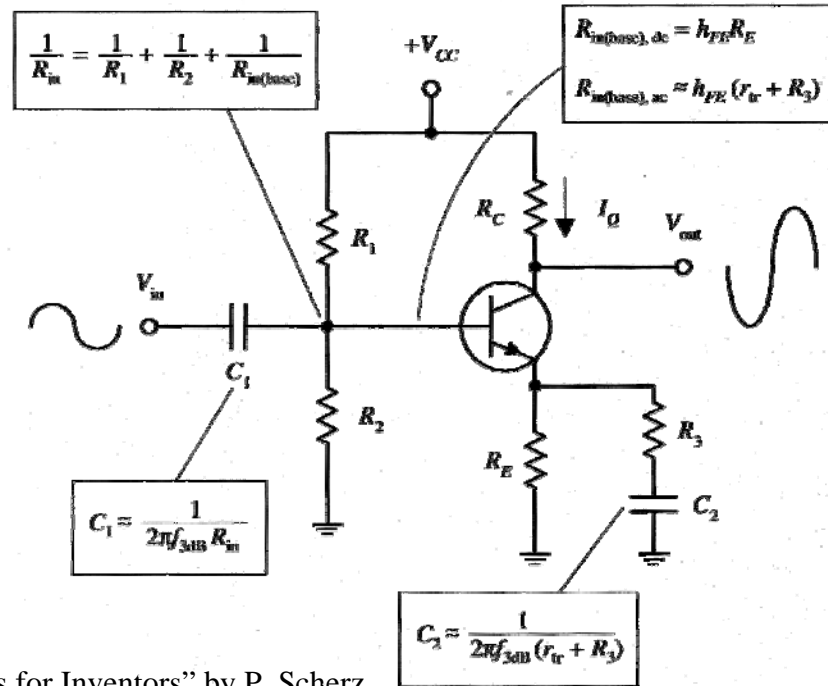 1/R_in = 1/R_1 + 1/R_2 + 1/R_in(base)
R_in(base), dc = h_FE R_E
R_in(base), ac ≈ h_FE (r_tr + R_3)
+V_CC
R_1
R_C
I_Q
V_out
V_in
C_1
R_2
R_E
R_3
C_2
C_1 ≈ 1/(2πf_3dB R_in)
C_2 ≈ 1/(2πf_3dB (r_tr + R_3))
s for Inventors” by P. Scherz